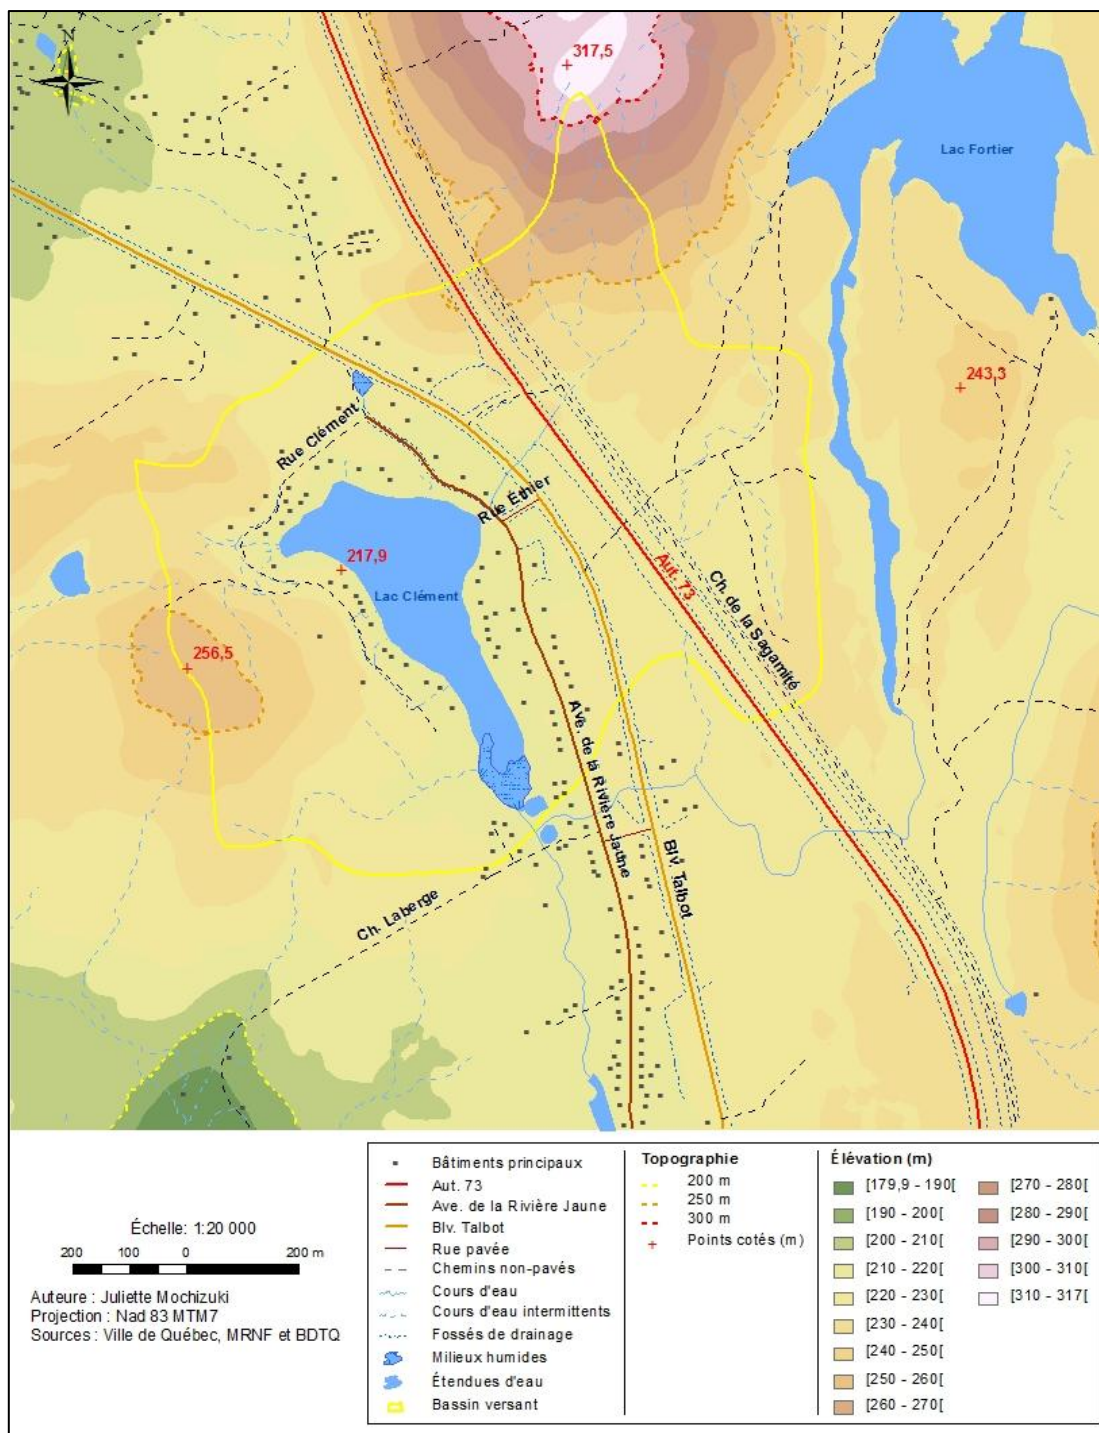 N
317,5
Lac Fortier
243,3
Rue Clément
Rue Éthier
217,9
Lac Clément
Aut. 73
Ch. de la Sagamité
256,5
Ave. de la Rivière Jaune
Blv. Talbot
Ch. Laberge
Échelle: 1:20 000
200 100 0 200 m
Auteure : Juliette Mochizuki
Projection : Nad 83 MTM7
Sources : Ville de Québec, MRNF et BDTQ
Bâtiments principaux
Aut. 73
Ave. de la Rivière Jaune
Blv. Talbot
Rue pavée
Chemins non-pavés
Cours d'eau
Cours d'eau intermittents
Fossés de drainage
Milieux humides
Étendues d'eau
Bassin versant
Topographie
200 m
250 m
300 m
Points cotés (m)
Élévation (m)
[179,9 - 190[
[190 - 200[
[200 - 210[
[210 - 220[
[220 - 230[
[230 - 240[
[240 - 250[
[250 - 260[
[260 - 270[
[270 - 280[
[280 - 290[
[290 - 300[
[300 - 310[
[310 - 317[